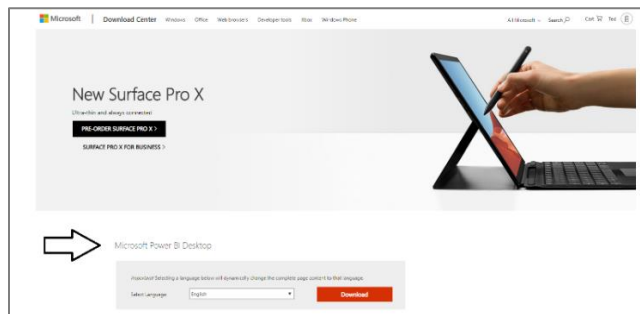 Microsoft | Download Center Windows Office Web browsers Developer tools Xbox Windows Phone All Microsoft Search Cart
New Surface Pro X
Ultra-thin and always connected
PRE-ORDER SURFACE PRO X >
SURFACE PRO X FOR BUSINESS >
Microsoft Power BI Desktop
Important! Selecting a language below will dynamically change the complete page content to that language.
Select Language: English Download